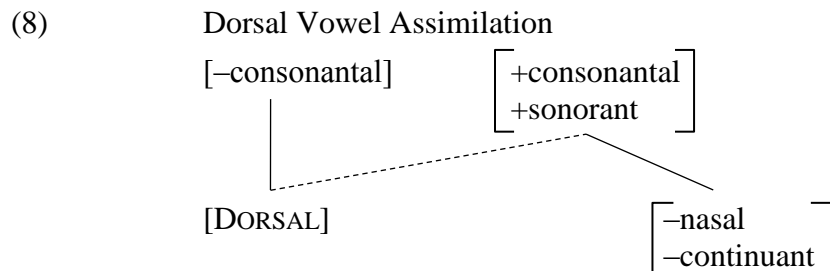 (8) Dorsal Vowel Assimilation
[–consonantal] +consonantal
+sonorant
[DORSAL] –nasal
–continuant